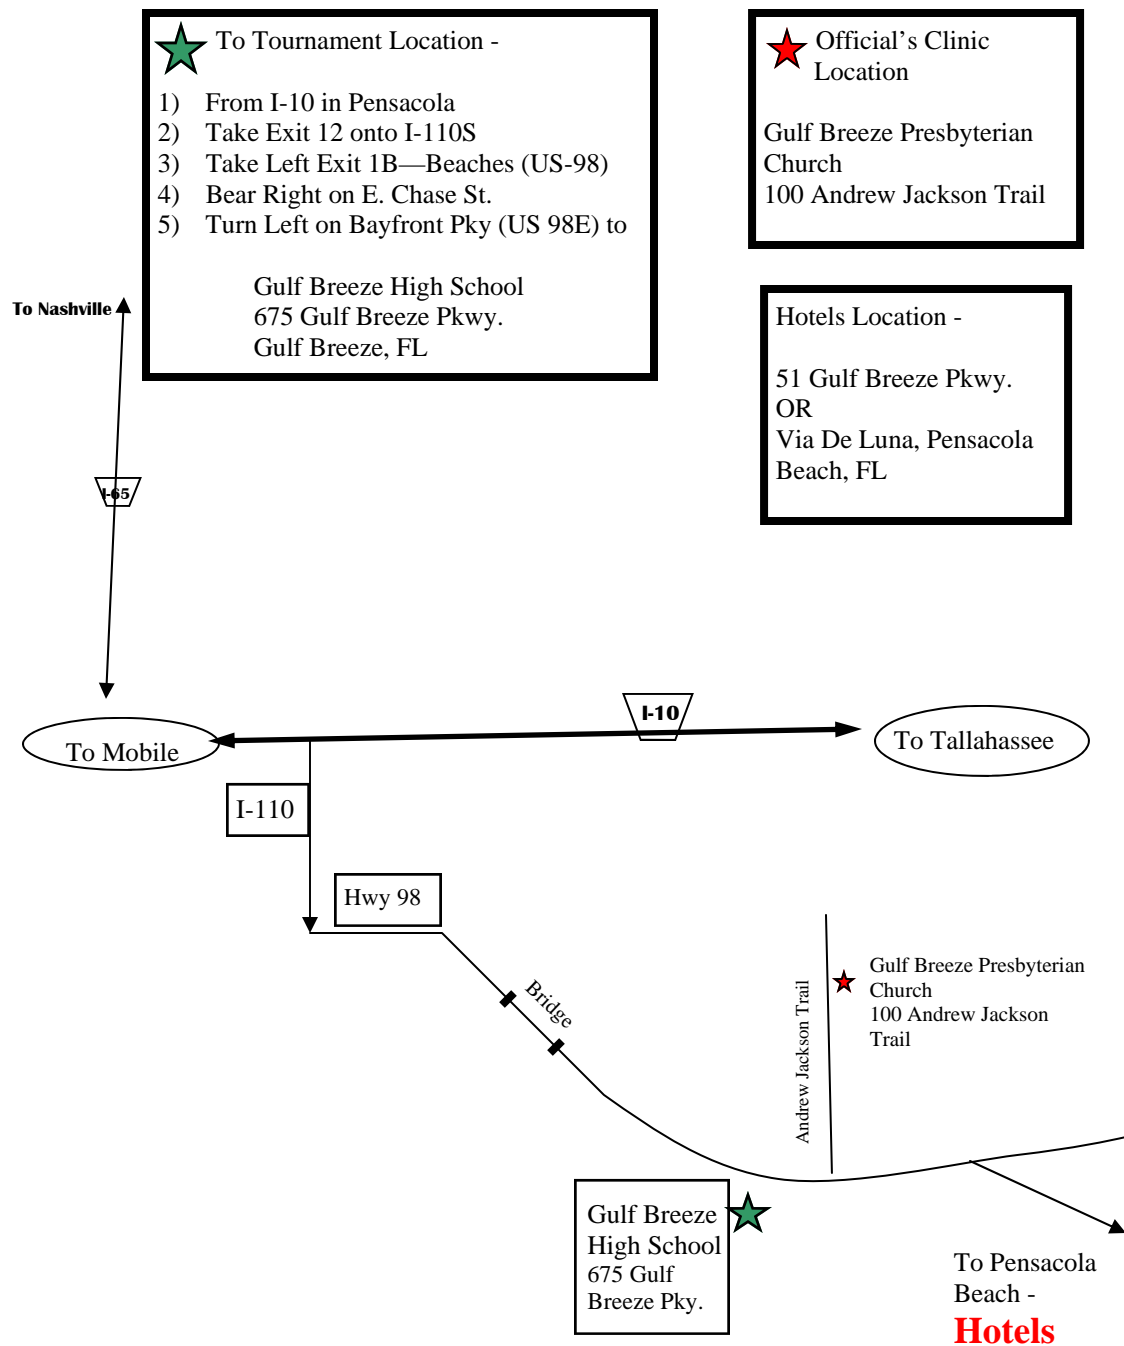 To Tournament Location -
1) From I-10 in Pensacola
2) Take Exit 12 onto I-110S
3) Take Left Exit 1B—Beaches (US-98)
4) Bear Right on E. Chase St.
5) Turn Left on Bayfront Pky (US 98E) to
Gulf Breeze High School
675 Gulf Breeze Pkwy.
Gulf Breeze, FL
Official's Clinic
Location
Gulf Breeze Presbyterian
Church
100 Andrew Jackson Trail
Hotels Location -
51 Gulf Breeze Pkwy.
OR
Via De Luna, Pensacola
Beach, FL
To Nashville
I-65
I-10
To Mobile
To Tallahassee
I-110
Hwy 98
Bridge
Andrew Jackson Trail
Gulf Breeze Presbyterian
Church
100 Andrew Jackson
Trail
Gulf Breeze
High School
675 Gulf
Breeze Pky.
To Pensacola
Beach -
Hotels